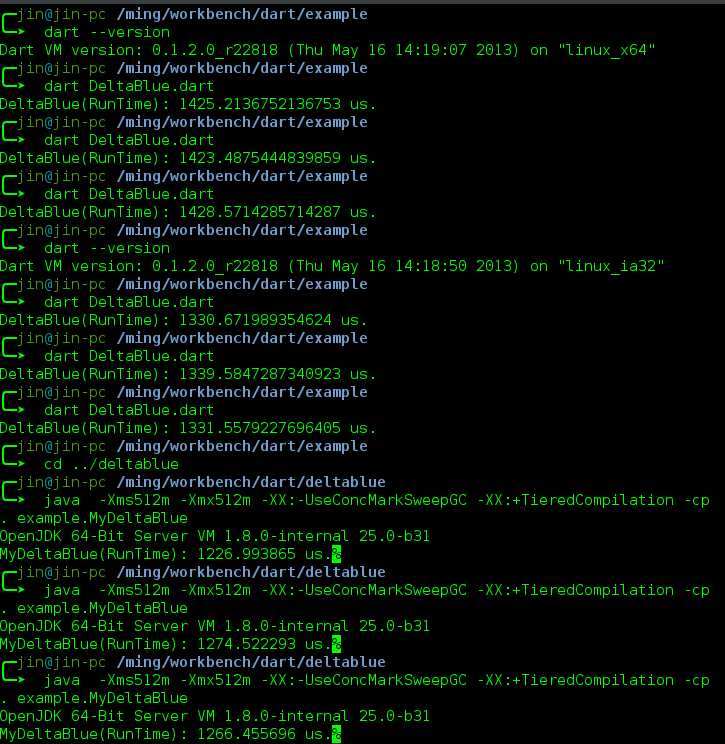 jin@jin-pc /ming/workbench/dart/example
dart --version
Dart VM version: 0.1.2.0_r22818 (Thu May 16 14:19:07 2013) on "linux_x64"
jin@jin-pc /ming/workbench/dart/example
dart DeltaBlue.dart
DeltaBlue(RunTime): 1425.2136752136753 us.
jin@jin-pc /ming/workbench/dart/example
dart DeltaBlue.dart
DeltaBlue(RunTime): 1423.4875444839859 us.
jin@jin-pc /ming/workbench/dart/example
dart DeltaBlue.dart
DeltaBlue(RunTime): 1428.5714285714287 us.
jin@jin-pc /ming/workbench/dart/example
dart --version
Dart VM version: 0.1.2.0_r22818 (Thu May 16 14:18:50 2013) on "linux_ia32"
jin@jin-pc /ming/workbench/dart/example
dart DeltaBlue.dart
DeltaBlue(RunTime): 1330.671989354624 us.
jin@jin-pc /ming/workbench/dart/example
dart DeltaBlue.dart
DeltaBlue(RunTime): 1339.5847287340923 us.
jin@jin-pc /ming/workbench/dart/example
dart DeltaBlue.dart
DeltaBlue(RunTime): 1331.5579227696405 us.
jin@jin-pc /ming/workbench/dart/example
cd ../deltablue
jin@jin-pc /ming/workbench/dart/deltablue
java  -Xms512m -Xmx512m -XX:-UseConcMarkSweepGC -XX:+TieredCompilation -cp
. example.MyDeltaBlue
OpenJDK 64-Bit Server VM 1.8.0-internal 25.0-b31
MyDeltaBlue(RunTime): 1226.993865 us.%
jin@jin-pc /ming/workbench/dart/deltablue
java  -Xms512m -Xmx512m -XX:-UseConcMarkSweepGC -XX:+TieredCompilation -cp
. example.MyDeltaBlue
OpenJDK 64-Bit Server VM 1.8.0-internal 25.0-b31
MyDeltaBlue(RunTime): 1274.522293 us.%
jin@jin-pc /ming/workbench/dart/deltablue
java  -Xms512m -Xmx512m -XX:-UseConcMarkSweepGC -XX:+TieredCompilation -cp
. example.MyDeltaBlue
OpenJDK 64-Bit Server VM 1.8.0-internal 25.0-b31
MyDeltaBlue(RunTime): 1266.455696 us.%